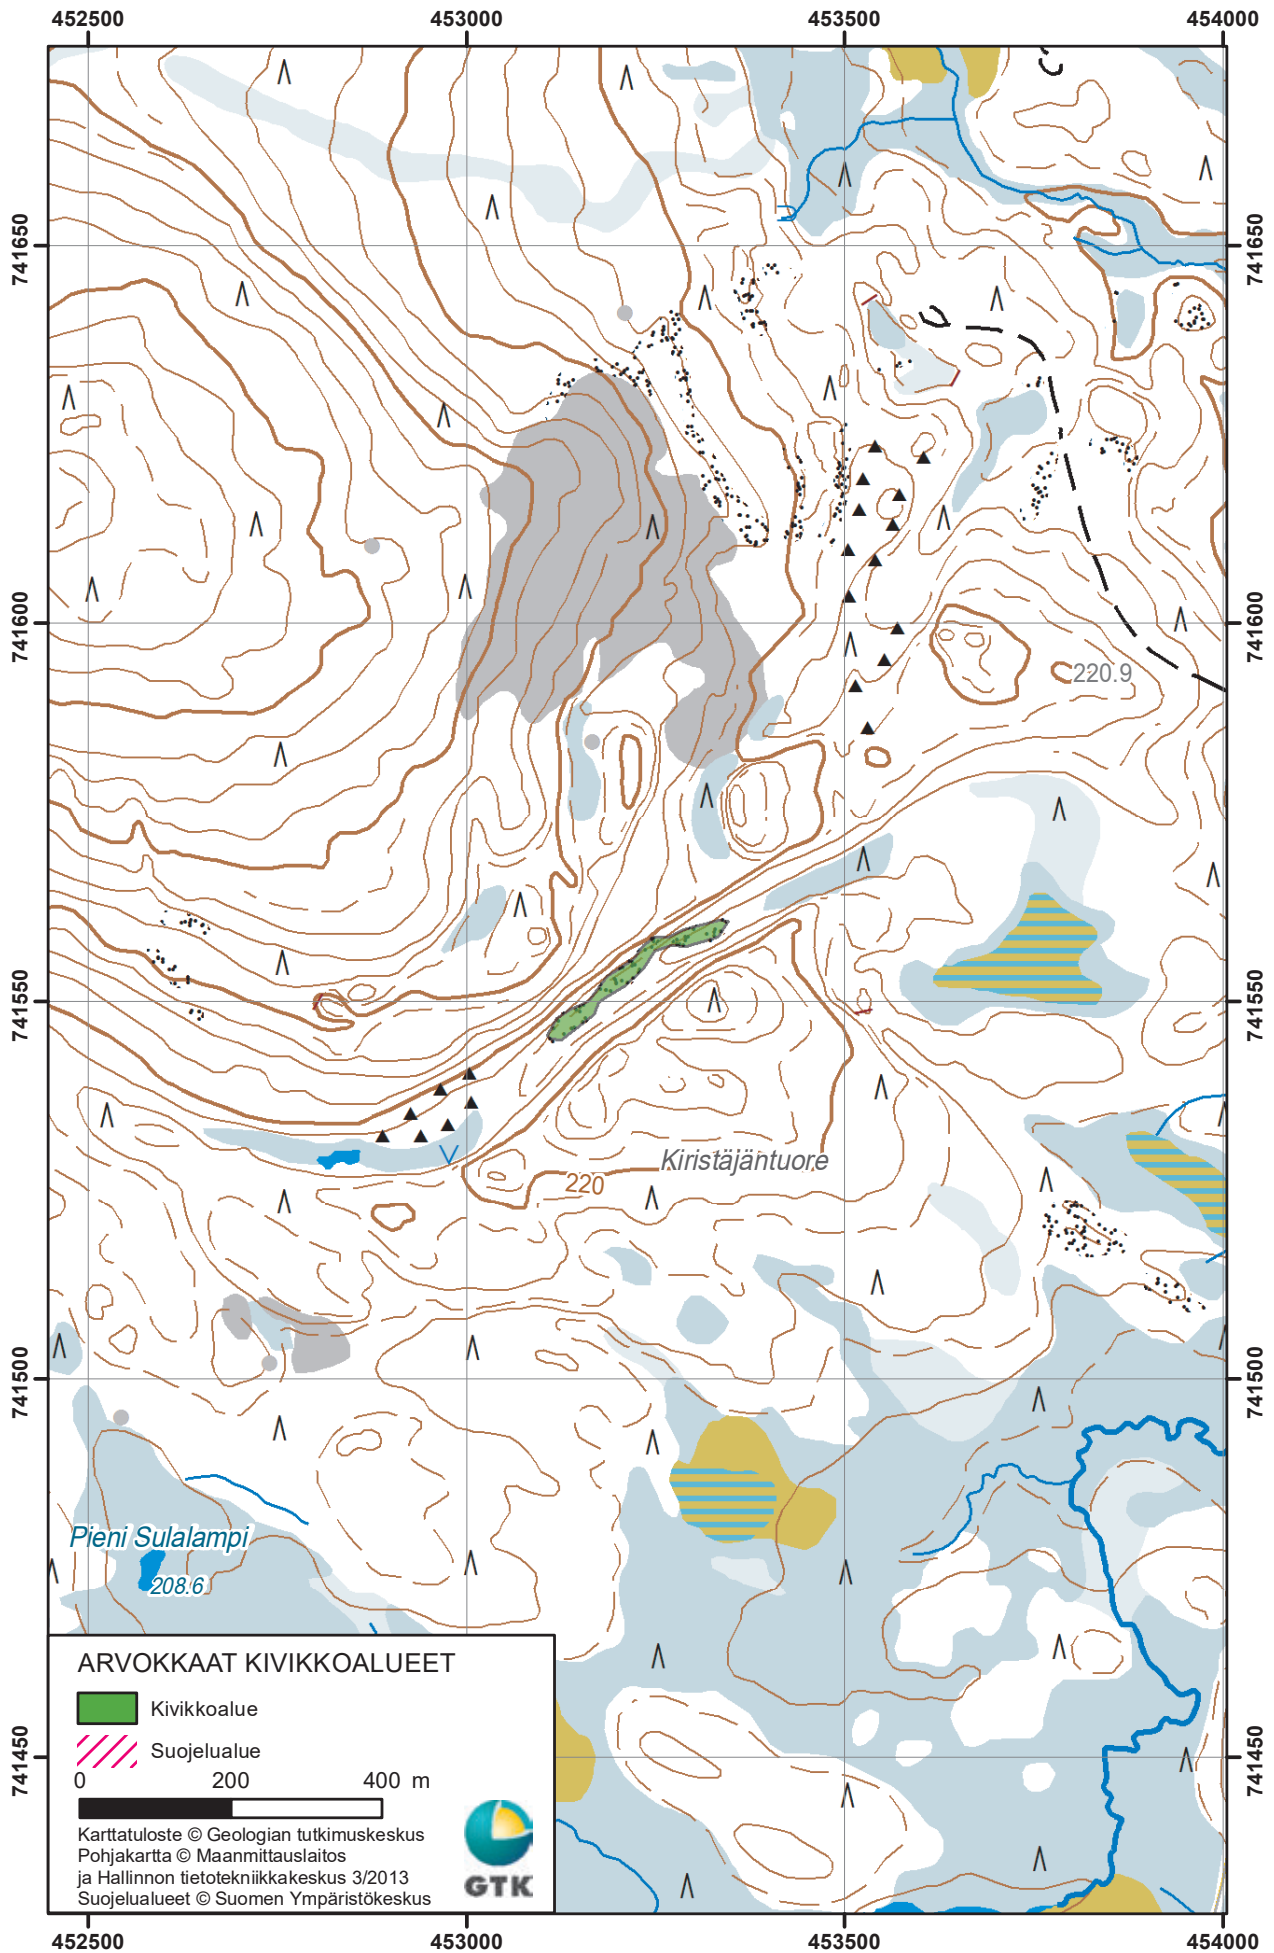 452500 453000 453500 454000
741650 741650
741600 741600
220.9
741550 741550
Kiristäjäntuore
220
741500 741500
Pieni Sulalampi
208.6
ARVOKKAAT KIVIKKOALUEET
Kivikkoalue
Suojelualue
0 200 400 m
Karttatuloste © Geologian tutkimuskeskus
Pohjakartta © Maanmittauslaitos
ja Hallinnon tietotekniikkakeskus 3/2013
Suojelualueet © Suomen Ympäristökeskus
GTK
741450 741450
452500 453000 453500 454000